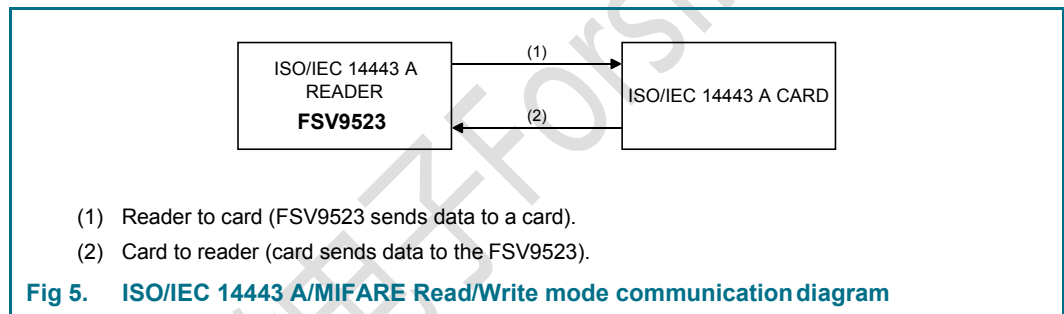 ISO/IEC 14443 A
READER
FSV9523
(1)
(2)
ISO/IEC 14443 A CARD
(1) Reader to card (FSV9523 sends data to a card).
(2) Card to reader (card sends data to the FSV9523).
Fig 5. ISO/IEC 14443 A/MIFARE Read/Write mode communication diagram